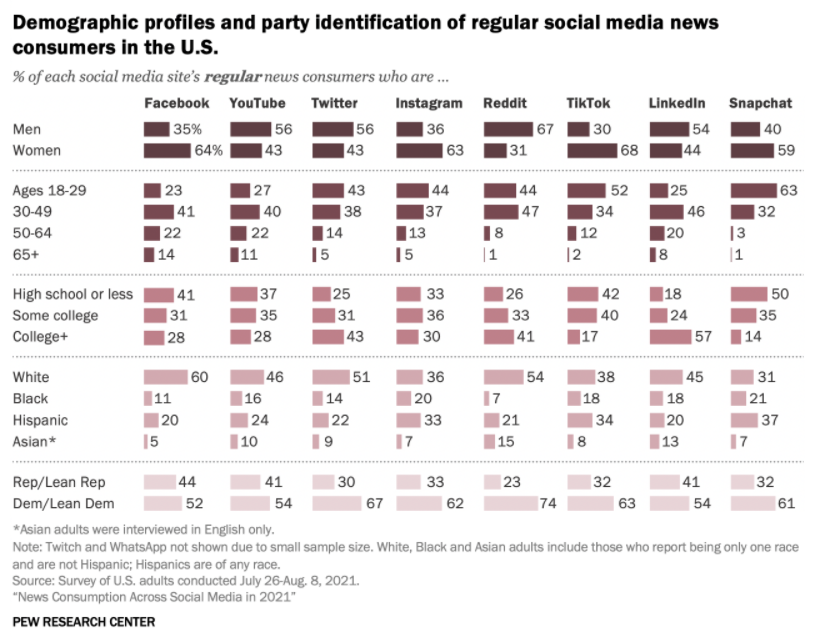 Demographic profiles and party identification of regular social media news
consumers in the U.S.
% of each social media site's regular news consumers who are ...
Facebook YouTube Twitter Instagram Reddit TikTok LinkedIn Snapchat
Men 35% 56 56 36 67 30 54 40
Women 64% 43 43 63 31 68 44 59
Ages 18-29 23 27 43 44 44 52 25 63
30-49 41 40 38 37 47 34 46 32
50-64 22 22 14 13 8 12 20 3
65+ 14 11 5 5 1 2 8 1
High school or less 41 37 25 33 26 42 18 50
Some college 31 35 31 36 33 40 24 35
College+ 28 28 43 30 41 17 57 14
White 60 46 51 36 54 38 45 31
Black 11 16 14 20 7 18 18 21
Hispanic 20 24 22 33 21 34 20 37
Asian* 5 10 9 7 15 8 13 7
Rep/Lean Rep 44 41 30 33 23 32 41 32
Dem/Lean Dem 52 54 67 62 74 63 54 61
*Asian adults were interviewed in English only.
Note: Twitch and WhatsApp not shown due to small sample size. White, Black and Asian adults include those who report being only one race
and are not Hispanic; Hispanics are of any race.
Source: Survey of U.S. adults conducted July 26-Aug. 8, 2021.
"News Consumption Across Social Media in 2021"
PEW RESEARCH CENTER